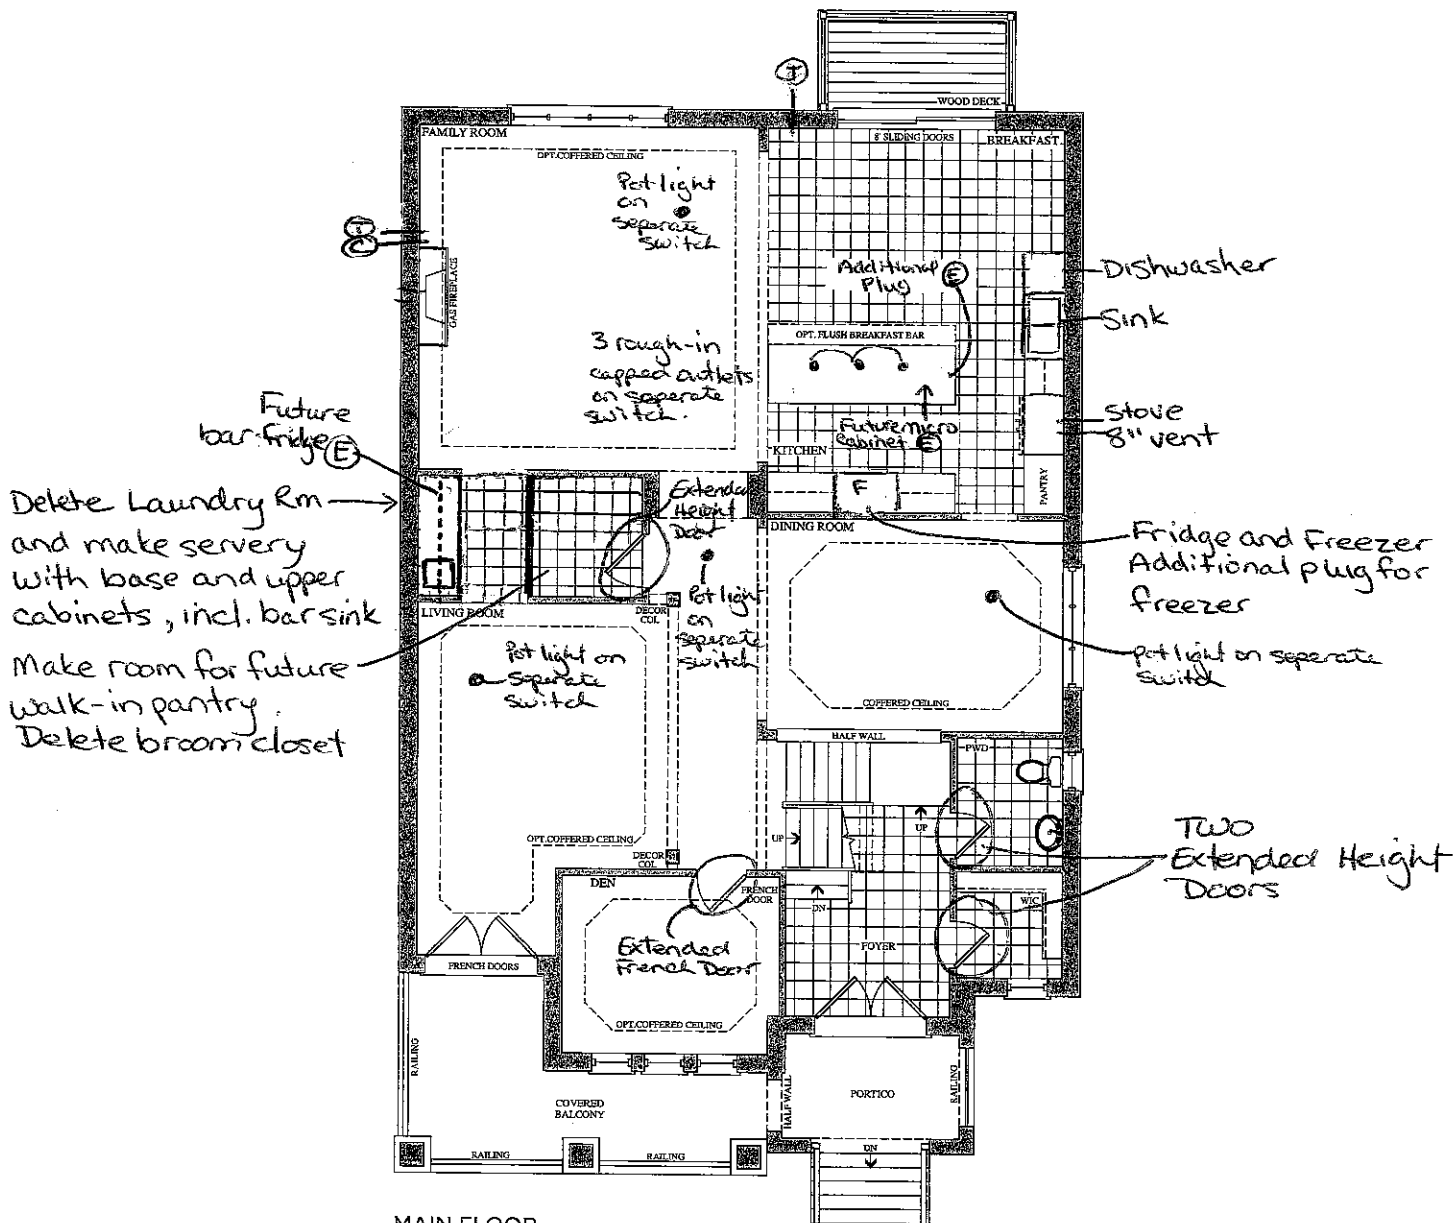 T
WOOD DECK
FAMILY ROOM
8' SLIDING DOORS
BREAKFAST
OPT. COFFERED CEILING
Pot light
on
seperate
switch
T
C
GAS FIREPLACE
Additional
Plug
E
Dishwasher
Sink
OPT. FLUSH BREAKFAST BAR
3 rough-in
capped outlets
on seperate
switch.
Future
bar-fridge E
Future micro
cabinet E
Stove
8" vent
KITCHEN
PANTRY
F
Delete Laundry Rm
and make servery
with base and upper
cabinets, incl. bar sink
Extended
Height
Door
DINING ROOM
Fridge and Freezer
Additional plug for
freezer
LIVING ROOM
DECOR
COL
Pot light
on
seperate
switch
Make room for future
walk-in pantry.
Delete broom closet
Pot light on
seperate
switch
pot light on seperate
switch
COFFERED CEILING
HALF WALL
PWD
UP
UP
OPT. COFFERED CEILING
DECOR
COL
TWO
Extended Height
Doors
DEN
FRENCH
DOOR
DN
WIC
FOYER
Extended
French Door
FRENCH DOORS
OPT. COFFERED CEILING
RAILING
COVERED
BALCONY
HALF WALL
PORTICO
RAILING
RAILING
RAILING
DN
MAIN FLOOR